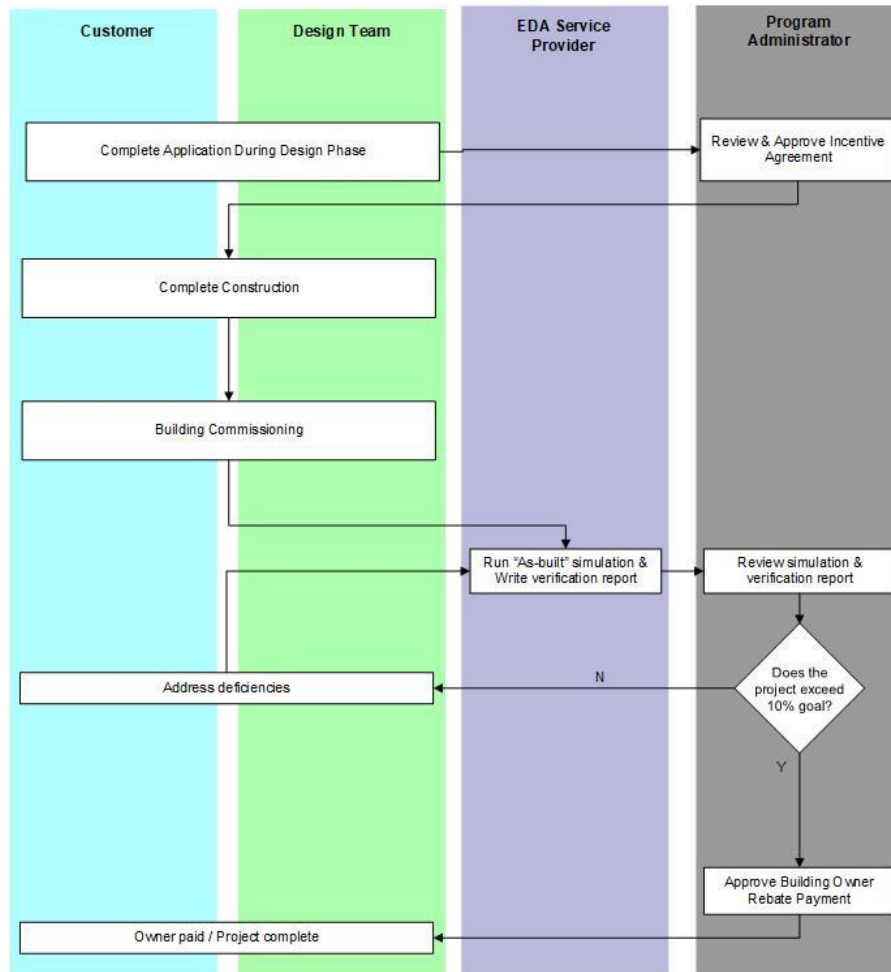 Customer
Design Team
EDA Service
Provider
Program
Administrator
Complete Application During Design Phase
Review & Approve Incentive
Agreement
Complete Construction
Building Commissioning
Run “As-built” simulation &
Write verification report
Review simulation &
verification report
Address deficiencies
N
Does the
project exceed
10% goal?
Y
Approve Building Owner
Rebate Payment
Owner paid / Project complete